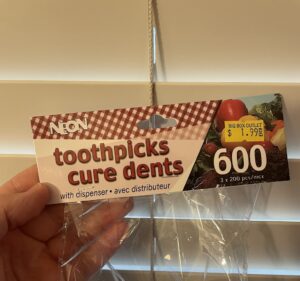 NEON
BIG BOX OUTLET
$ 1.99
toothpicks
cure dents
600
with dispenser • avec distributeur
3 x 200 pcs/mcx